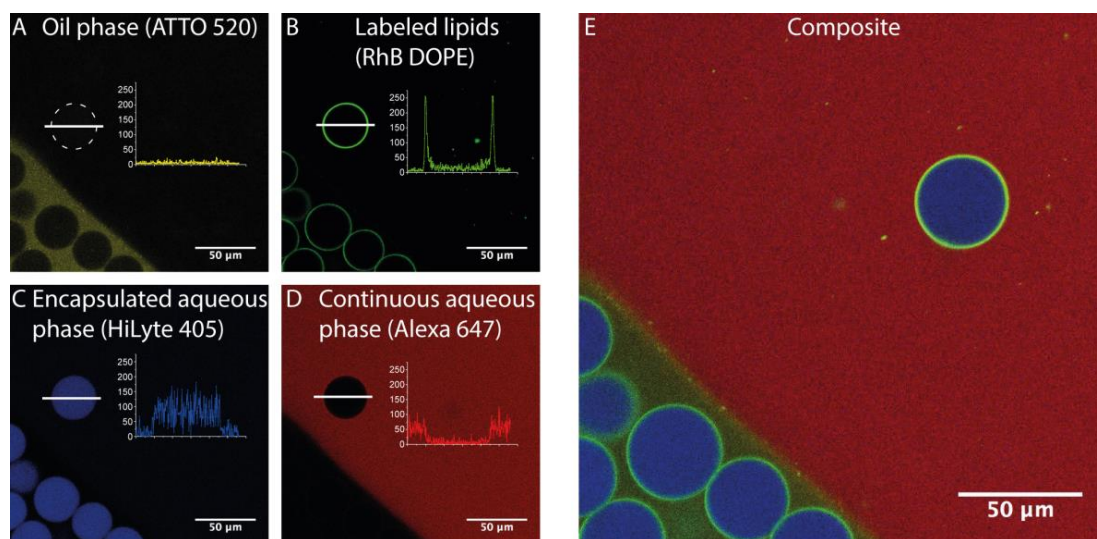 A Oil phase (ATTO 520)
250
200
150
100
50
0
50 µm
B Labeled lipids
(RhB DOPE)
250
200
150
100
50
0
50 µm
C Encapsulated aqueous
phase (HiLyte 405)
250
200
150
100
50
0
50 µm
D Continuous aqueous
phase (Alexa 647)
250
200
150
100
50
0
50 µm
E Composite
50 µm